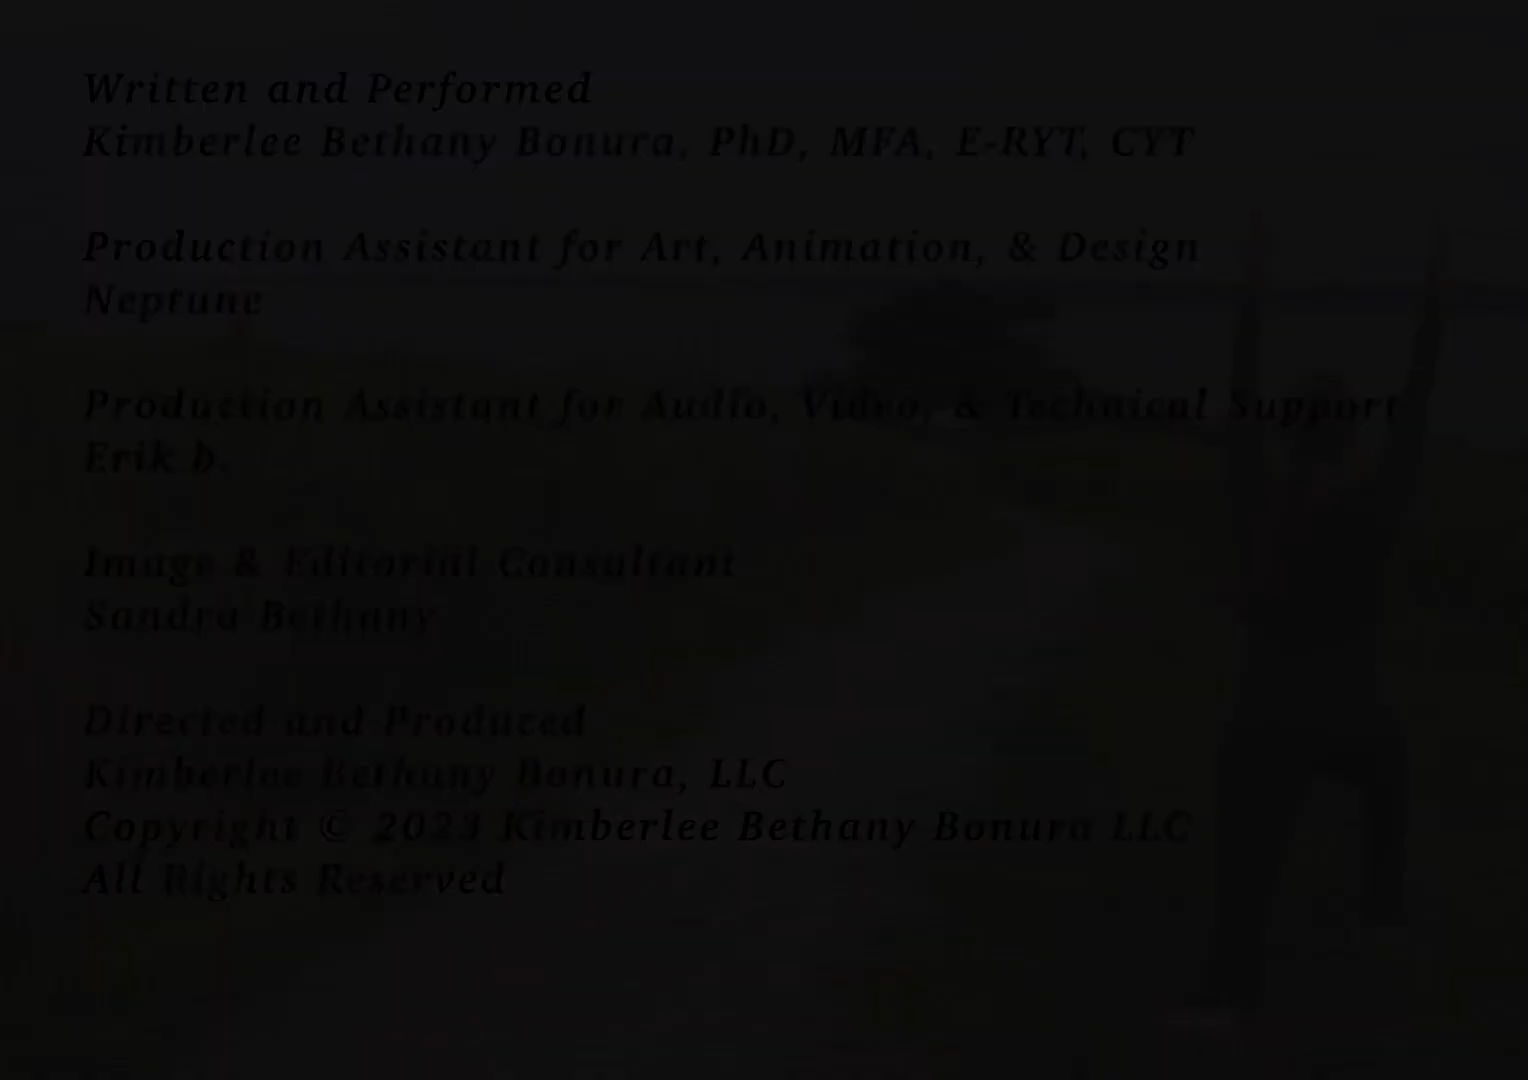 Written and Performed
Kimberlee Bethany Bonura, PhD, MFA, E-RYT, CYT
Production Assistant for Art, Animation, & Design
Neptune
Production Assistant for Audio, Video, & Technical Support
Erik b.
Image & Editorial Consultant
Sandra Bethany
Directed and Produced
Kimberlee Bethany Bonura, LLC
Copyright © 2023 Kimberlee Bethany Bonura LLC
All Rights Reserved